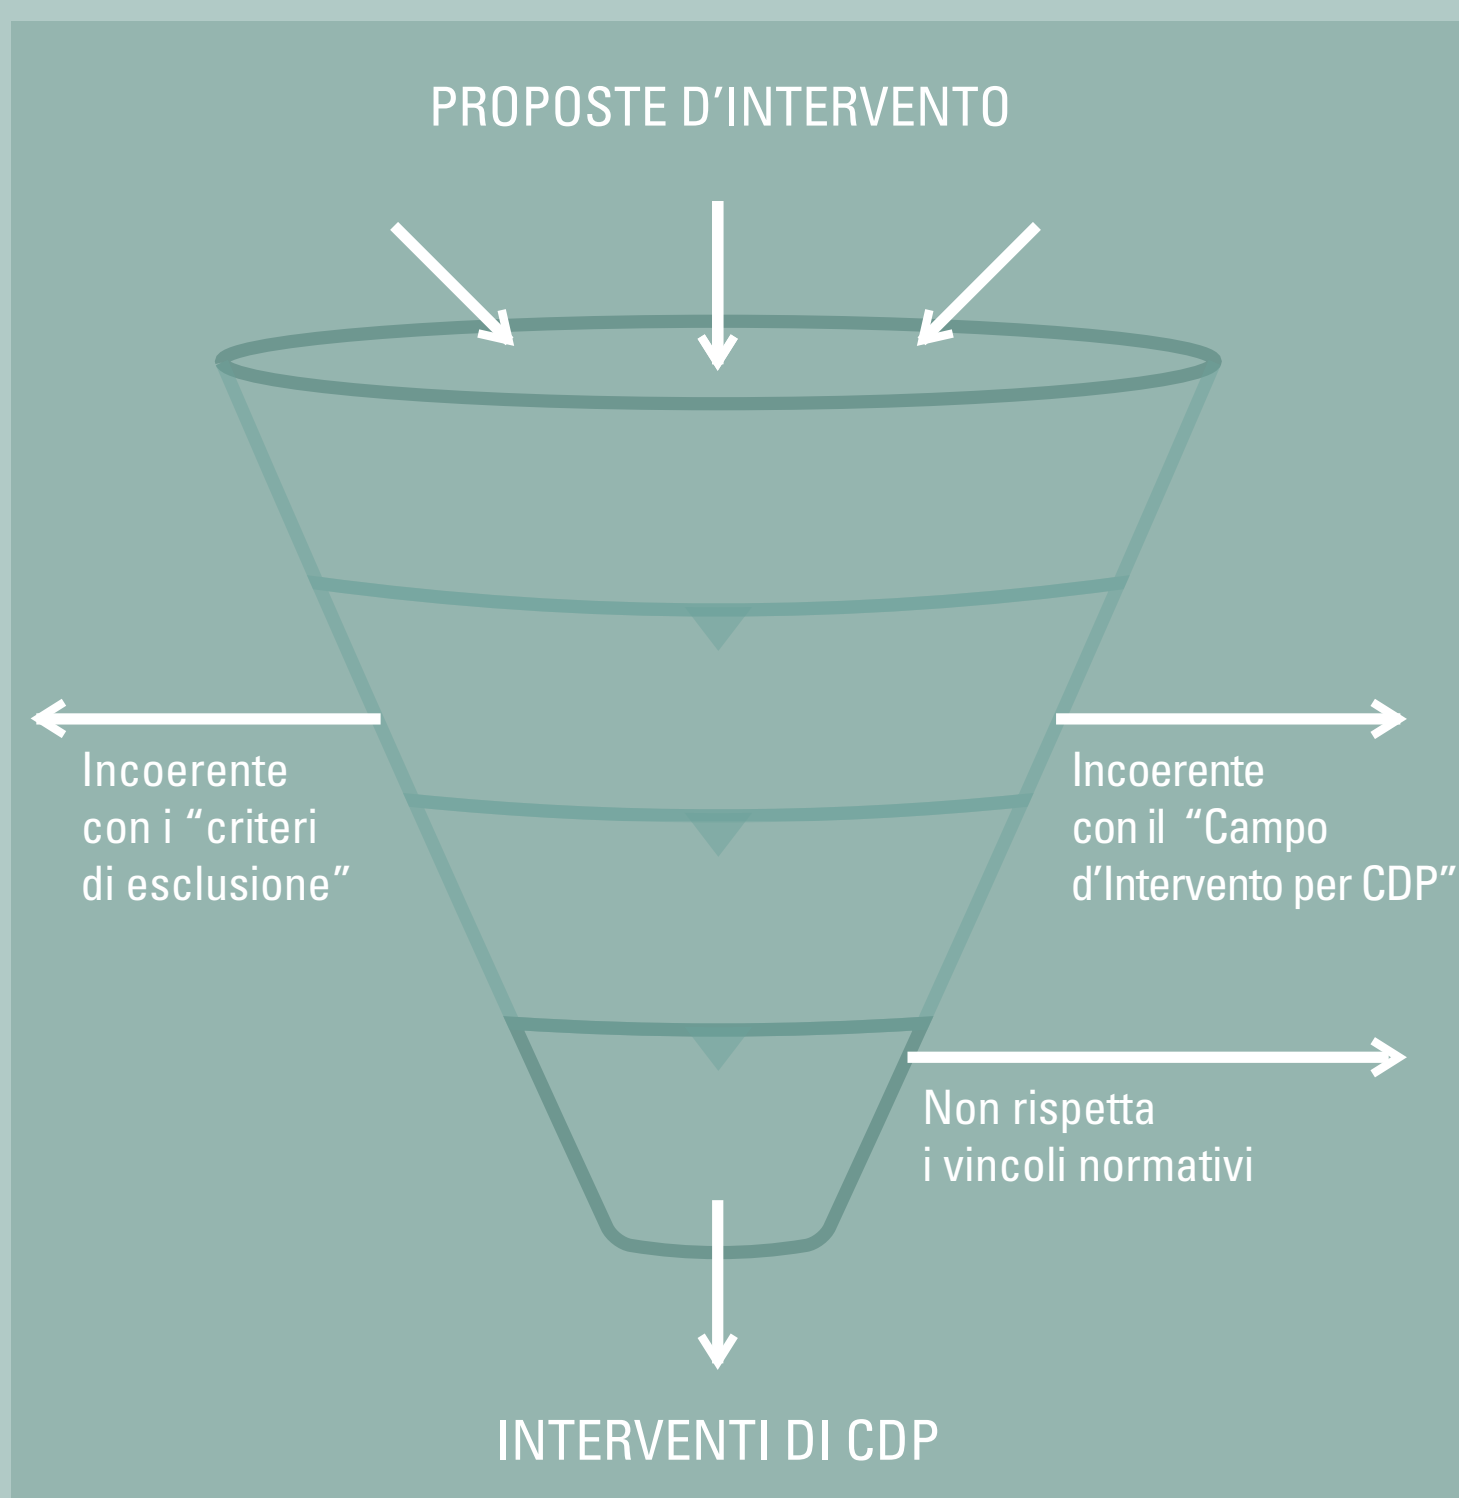 PROPOSTE D’INTERVENTO
Incoerente
con i “criteri
di esclusione”
Incoerente
con il “Campo
d’Intervento per CDP”
Non rispetta
i vincoli normativi
INTERVENTI DI CDP